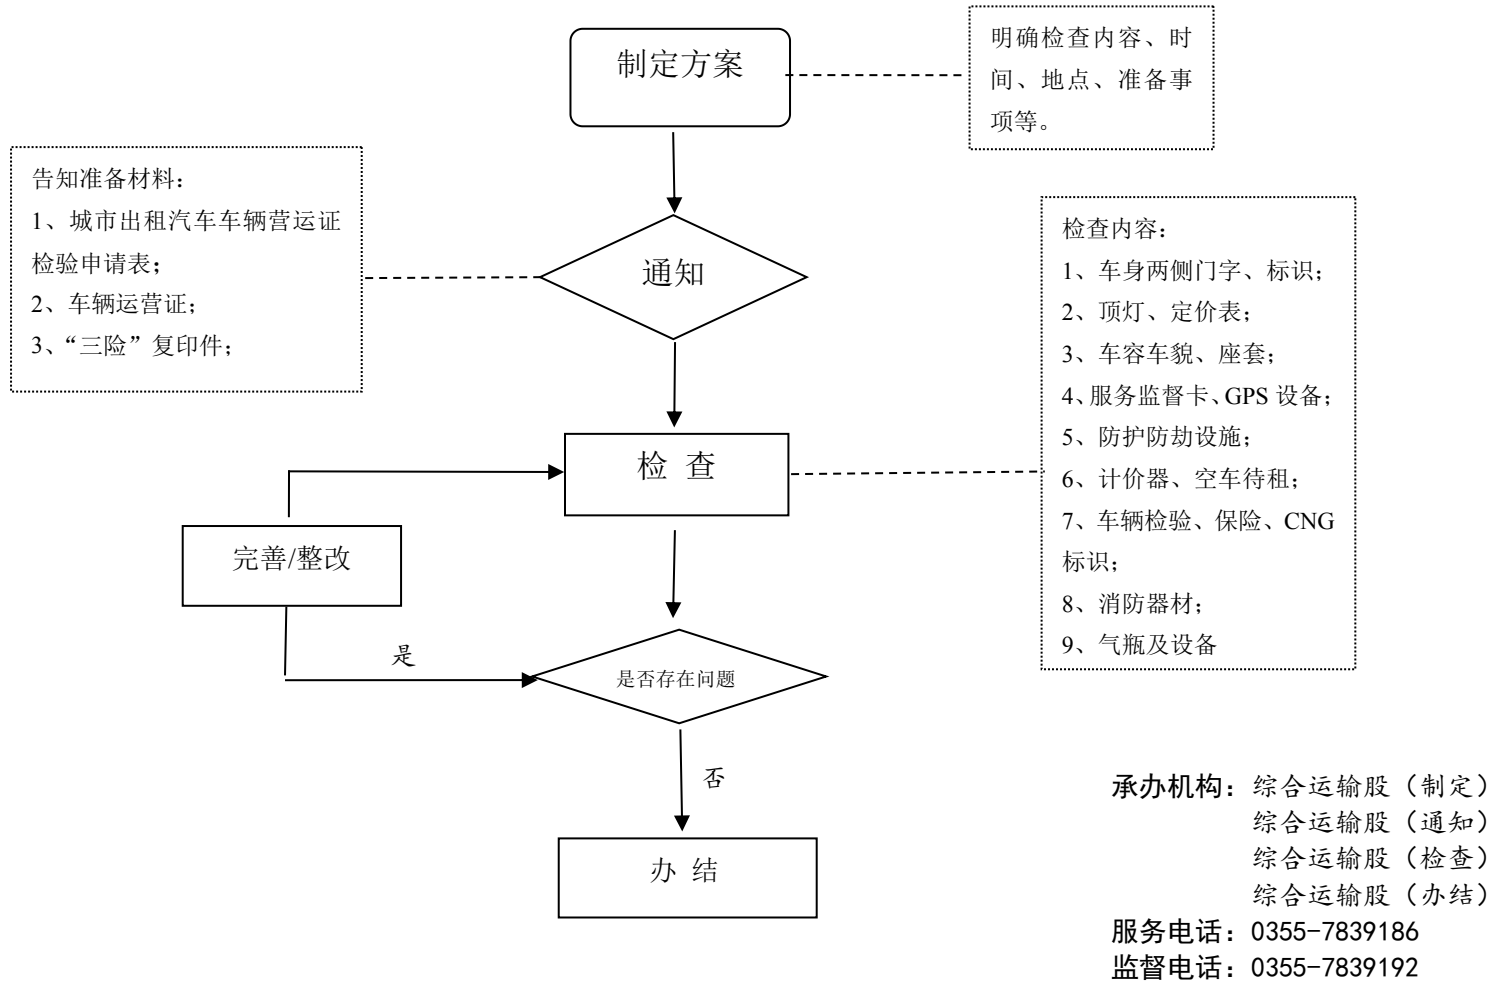 制定方案
明确检查内容、时
间、地点、准备事
项等。
告知准备材料：
1、城市出租汽车车辆营运证
检验申请表；
2、车辆运营证；
3、“三险”复印件；
通知
检查内容：
1、车身两侧门字、标识；
2、顶灯、定价表；
3、车容车貌、座套；
4、服务监督卡、GPS 设备；
5、防护防劫设施；
6、计价器、空车待租；
7、车辆检验、保险、CNG
标识；
8、消防器材；
9、气瓶及设备
检 查
完善/整改
是
是否存在问题
否
办 结
承办机构：综合运输股（制定）
综合运输股（通知）
综合运输股（检查）
综合运输股（办结）
服务电话：0355-7839186
监督电话：0355-7839192